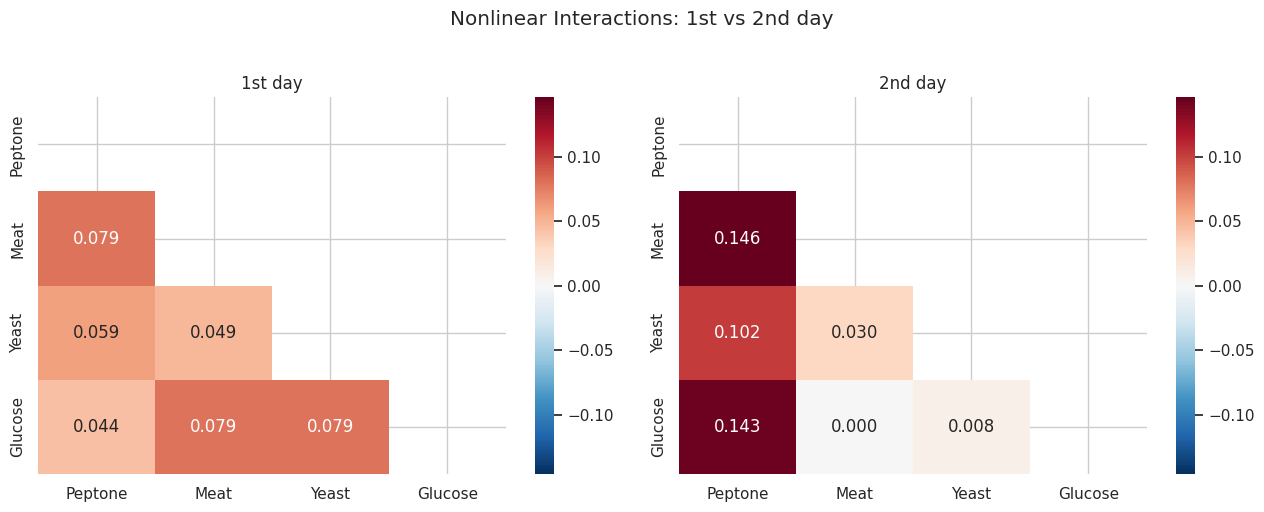 Nonlinear Interactions: 1st vs 2nd day
1st day
Peptone
Meat
Yeast
Glucose
0.079
0.059 0.049
0.044 0.079 0.079
Peptone Meat Yeast Glucose
0.10
0.05
0.00
−0.05
−0.10
2nd day
Peptone
Meat
Yeast
Glucose
0.146
0.102 0.030
0.143 0.000 0.008
Peptone Meat Yeast Glucose
0.10
0.05
0.00
−0.05
−0.10